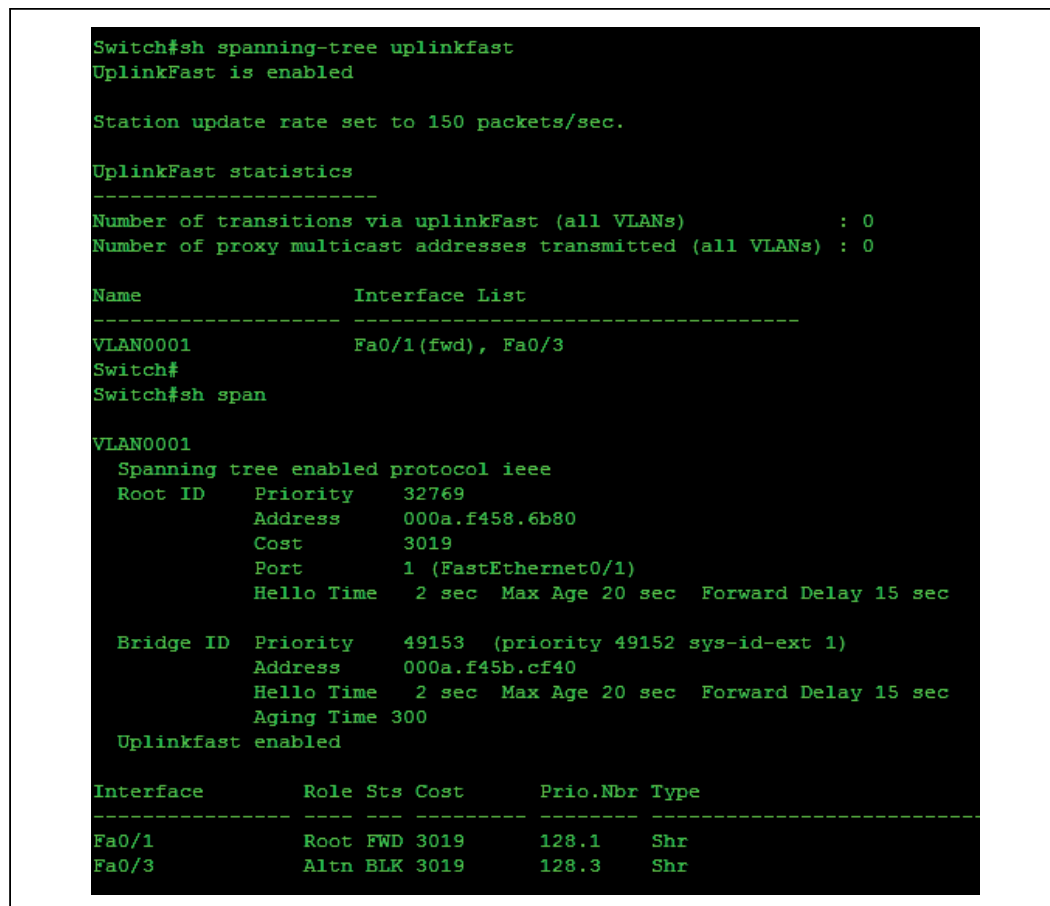 Switch#sh spanning-tree uplinkfast
UplinkFast is enabled
Station update rate set to 150 packets/sec.
UplinkFast statistics
-----------------------
Number of transitions via uplinkFast (all VLANs)            : 0
Number of proxy multicast addresses transmitted (all VLANs) : 0
Name                 Interface List
-------------------- ------------------------------------
VLAN0001             Fa0/1(fwd), Fa0/3
Switch#
Switch#sh span
VLAN0001
  Spanning tree enabled protocol ieee
  Root ID    Priority    32769
             Address     000a.f458.6b80
             Cost        3019
             Port        1 (FastEthernet0/1)
             Hello Time   2 sec  Max Age 20 sec  Forward Delay 15 sec
  Bridge ID  Priority    49153  (priority 49152 sys-id-ext 1)
             Address     000a.f45b.cf40
             Hello Time   2 sec  Max Age 20 sec  Forward Delay 15 sec
             Aging Time 300
  Uplinkfast enabled
Interface        Role Sts Cost      Prio.Nbr Type
---------------- ---- --- --------- -------- ---------------------------
Fa0/1            Root FWD 3019      128.1    Shr
Fa0/3            Altn BLK 3019      128.3    Shr